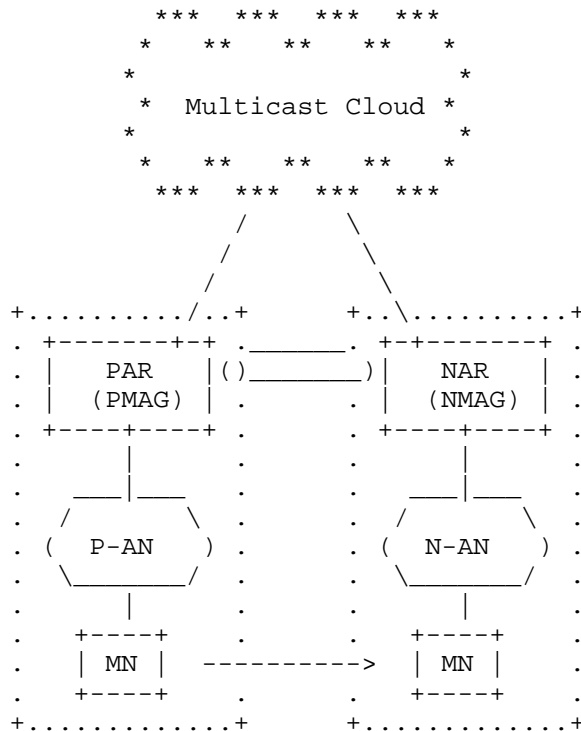 Multicast Cloud
PAR NAR
(PMAG) (NMAG)
P-AN N-AN
MN MN